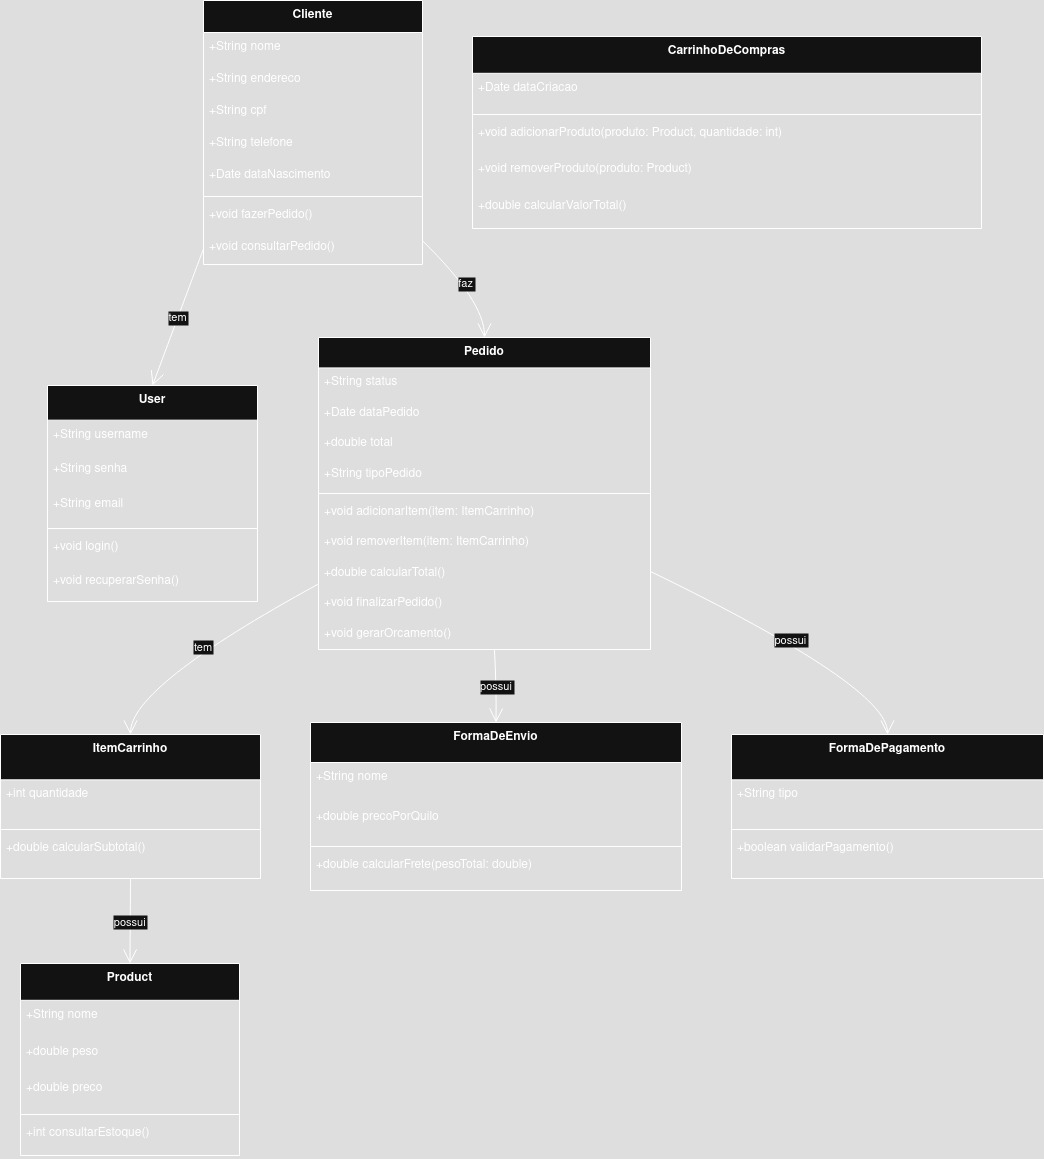 Cliente
+String nome
+String endereco
+String cpf
+String telefone
+Date dataNascimento
+void fazerPedido()
+void consultarPedido()
CarrinhoDeCompras
+Date dataCriacao
+void adicionarProduto(produto: Product, quantidade: int)
+void removerProduto(produto: Product)
+double calcularValorTotal()
tem
faz
User
+String username
+String senha
+String email
+void login()
+void recuperarSenha()
Pedido
+String status
+Date dataPedido
+double total
+String tipoPedido
+void adicionarItem(item: ItemCarrinho)
+void removerItem(item: ItemCarrinho)
+double calcularTotal()
+void finalizarPedido()
+void gerarOrcamento()
tem
possui
possui
ItemCarrinho
+int quantidade
+double calcularSubtotal()
FormaDeEnvio
+String nome
+double precoPorQuilo
+double calcularFrete(pesoTotal: double)
FormaDePagamento
+String tipo
+boolean validarPagamento()
possui
Product
+String nome
+double peso
+double preco
+int consultarEstoque()